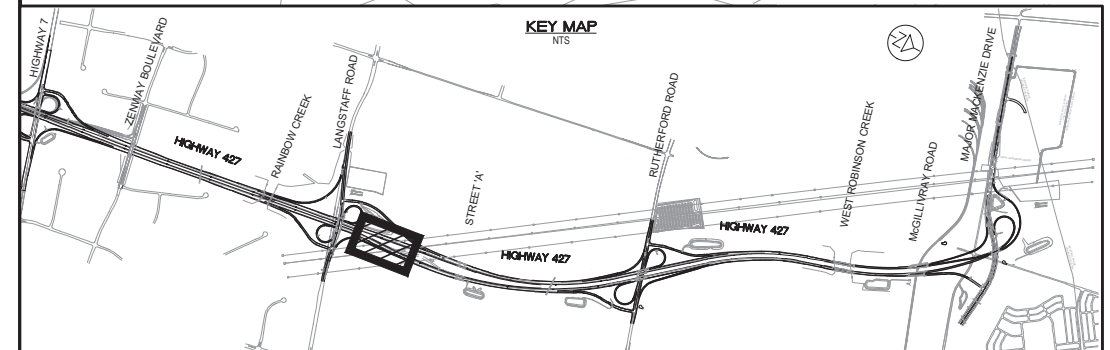 KEY MAP
NTS
HIGHWAY 7
ZENWAY BOULEVARD
HIGHWAY 427
RAINBOW CREEK
LANGSTAFF ROAD
STREET 'A'
HIGHWAY 427
RUTHERFORD ROAD
HIGHWAY 427
WEST ROBINSON CREEK
McGILLIVRAY ROAD
MAJOR MACKENZIE DRIVE
N